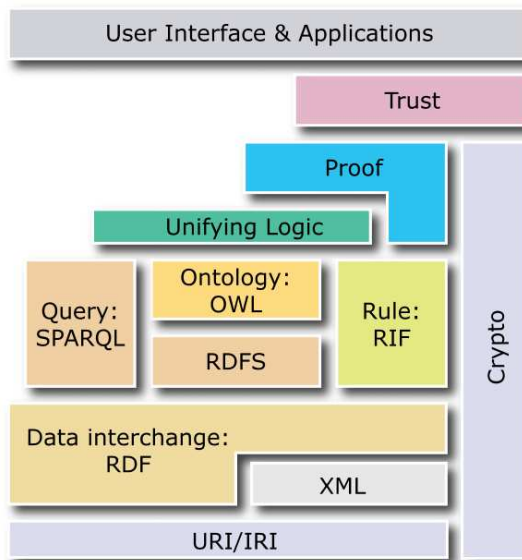 User Interface & Applications
Trust
Proof
Unifying Logic
Query:
SPARQL
Ontology:
OWL
RDFS
Rule:
RIF
Crypto
Data interchange:
RDF
XML
URI/IRI